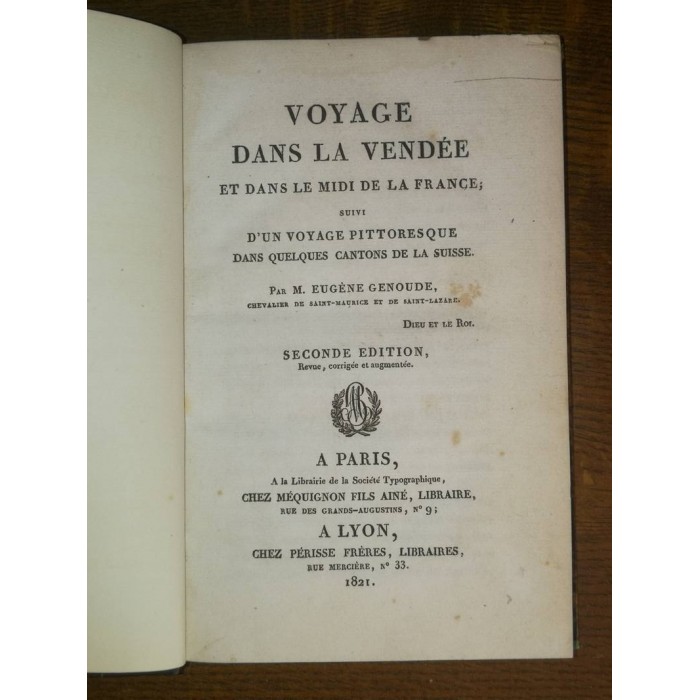 VOYAGE
DANS LA VENDÉE
ET DANS LE MIDI DE LA FRANCE;
SUIVI
D'UN VOYAGE PITTORESQUE
DANS QUELQUES CANTONS DE LA SUISSE.
PAR M. EUGÈNE GENOUDE,
CHEVALIER DE SAINT-MAURICE ET DE SAINT-LAZARE.
DIEU ET LE ROI.
SECONDE EDITION,
Revue, corrigée et augmentée.
A PARIS,
A la Librairie de la Société Typographique,
CHEZ MÉQUIGNON FILS AINÉ, LIBRAIRE,
RUE DES GRANDS-AUGUSTINS, N° 9;
A LYON,
CHEZ PÉRISSE FRÈRES, LIBRAIRES,
RUE MERCIÈRE, N° 33.
1821.